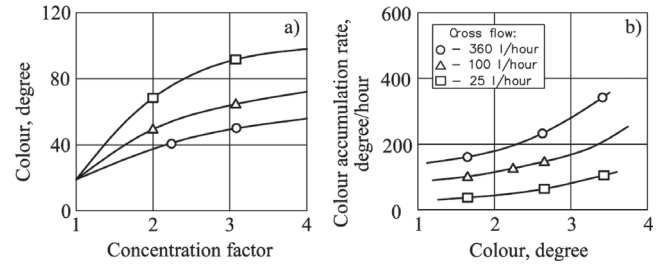 a)
Colour, degree
120
80
40
0
1 2 3 4
Concentration factor
b)
Colour accumulation rate,
degree/hour
600
400
200
0
Cross flow:
– 360 l/hour
– 100 l/hour
– 25 l/hour
1 2 3 4
Colour, degree